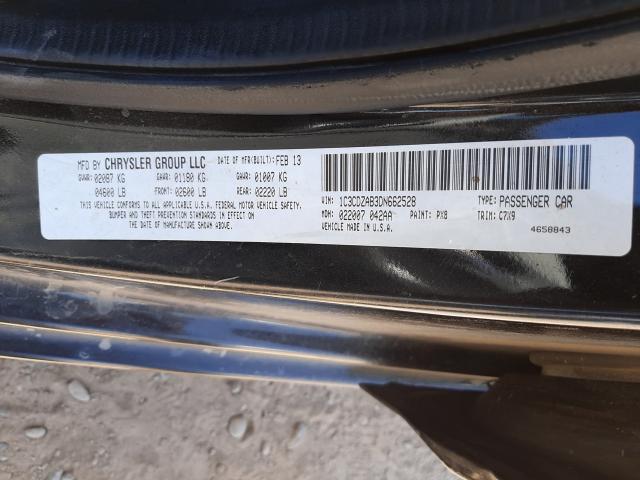 MFD BY CHRYSLER GROUP LLC DATE OF MFR(BUILT): FEB 13
GVWR: 02087 KG GAWR: 01180 KG GAWR: 01007 KG
04600 LB FRONT: 02600 LB REAR: 02220 LB
THIS VEHICLE CONFORMS TO ALL APPLICABLE U.S.A. FEDERAL MOTOR VEHICLE SAFETY,
BUMPER AND THEFT PREVENTION STANDARDS IN EFFECT ON
THE DATE OF MANUFACTURE SHOWN ABOVE.
VIN: 1C3CDZAB3DN662528 TYPE: PASSENGER CAR
MDH: 022007 042AA PAINT: PX8 TRIM: C7X9
VEHICLE MADE IN U.S.A. 4658843